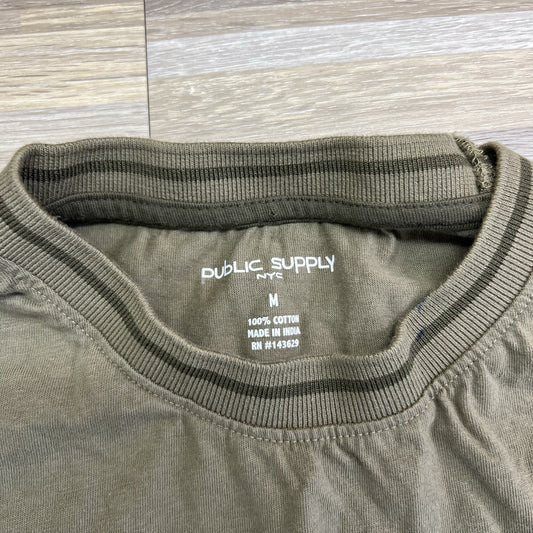 PUBLIC SUPPLY
NYC
M
100% COTTON
MADE IN INDIA
RN #143629